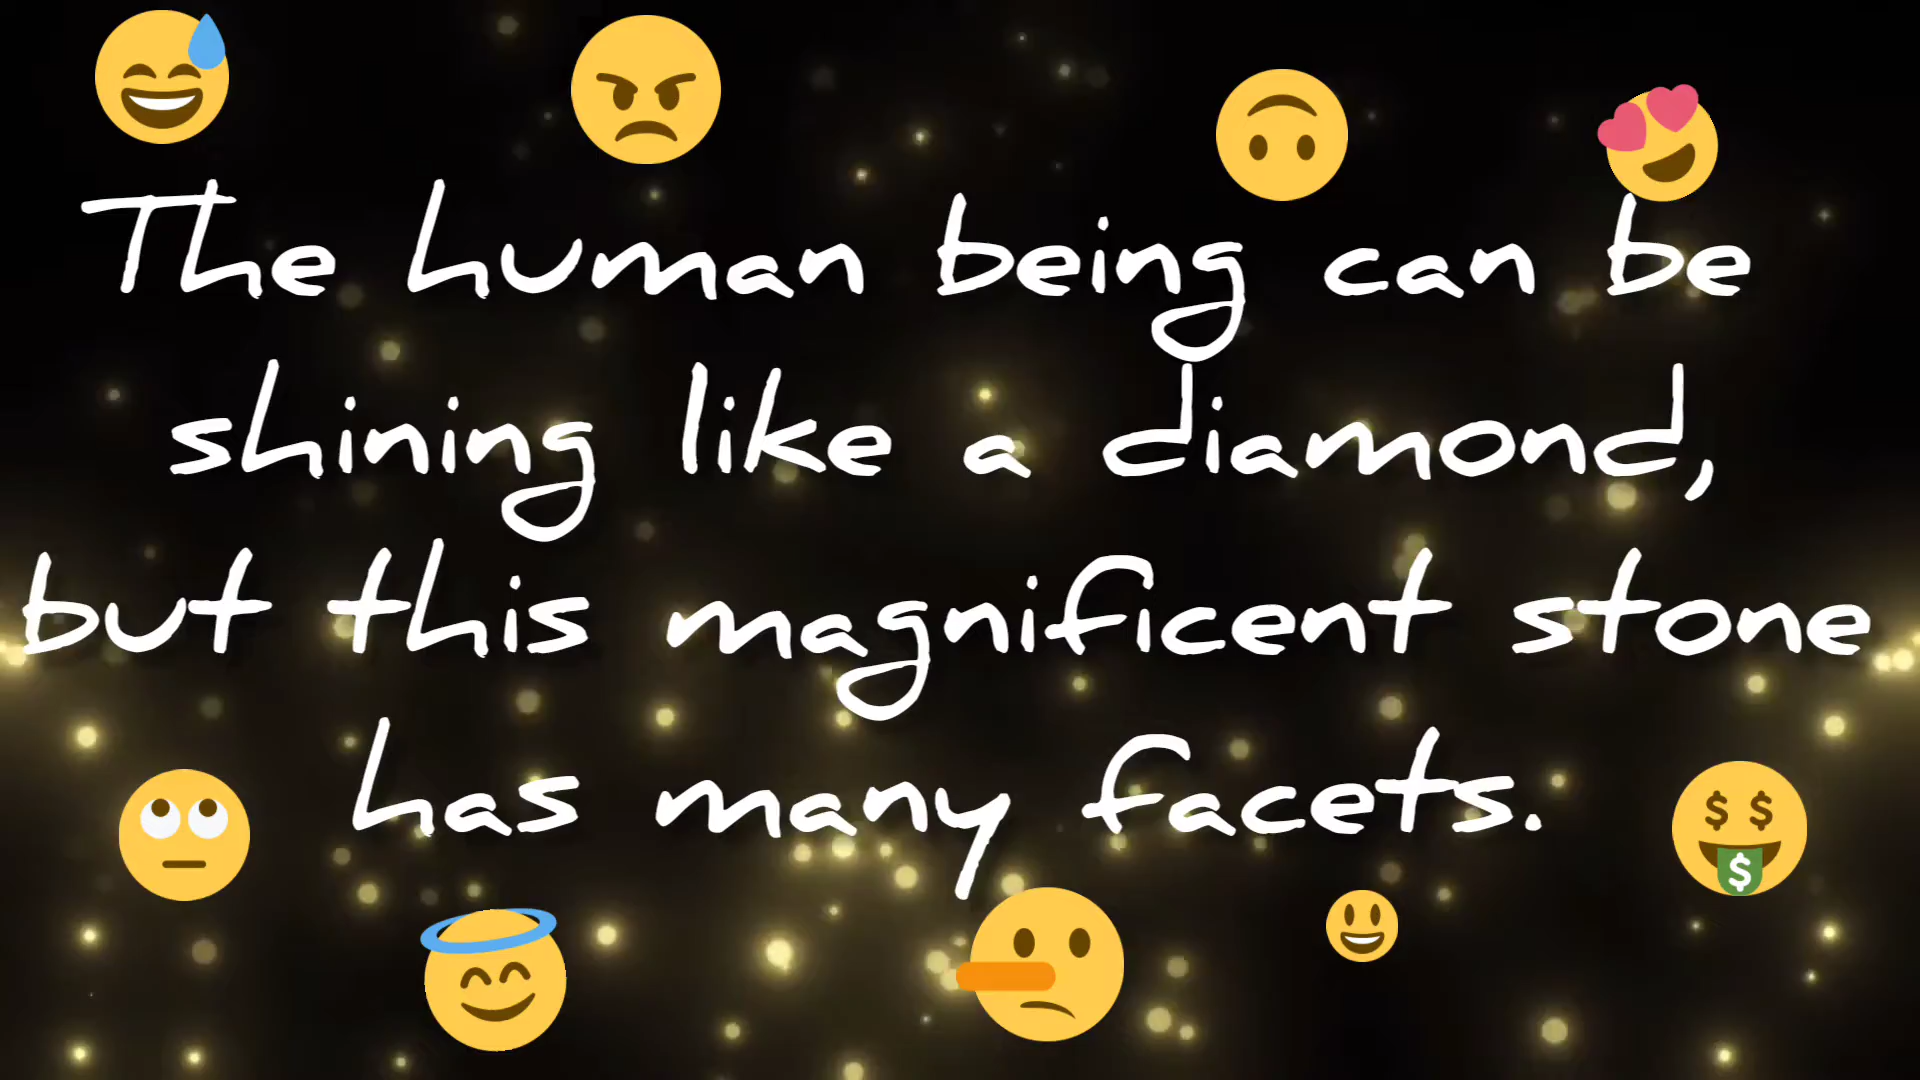 The human being can be
shining like a diamond,
but this magnificent stone
has many facets.